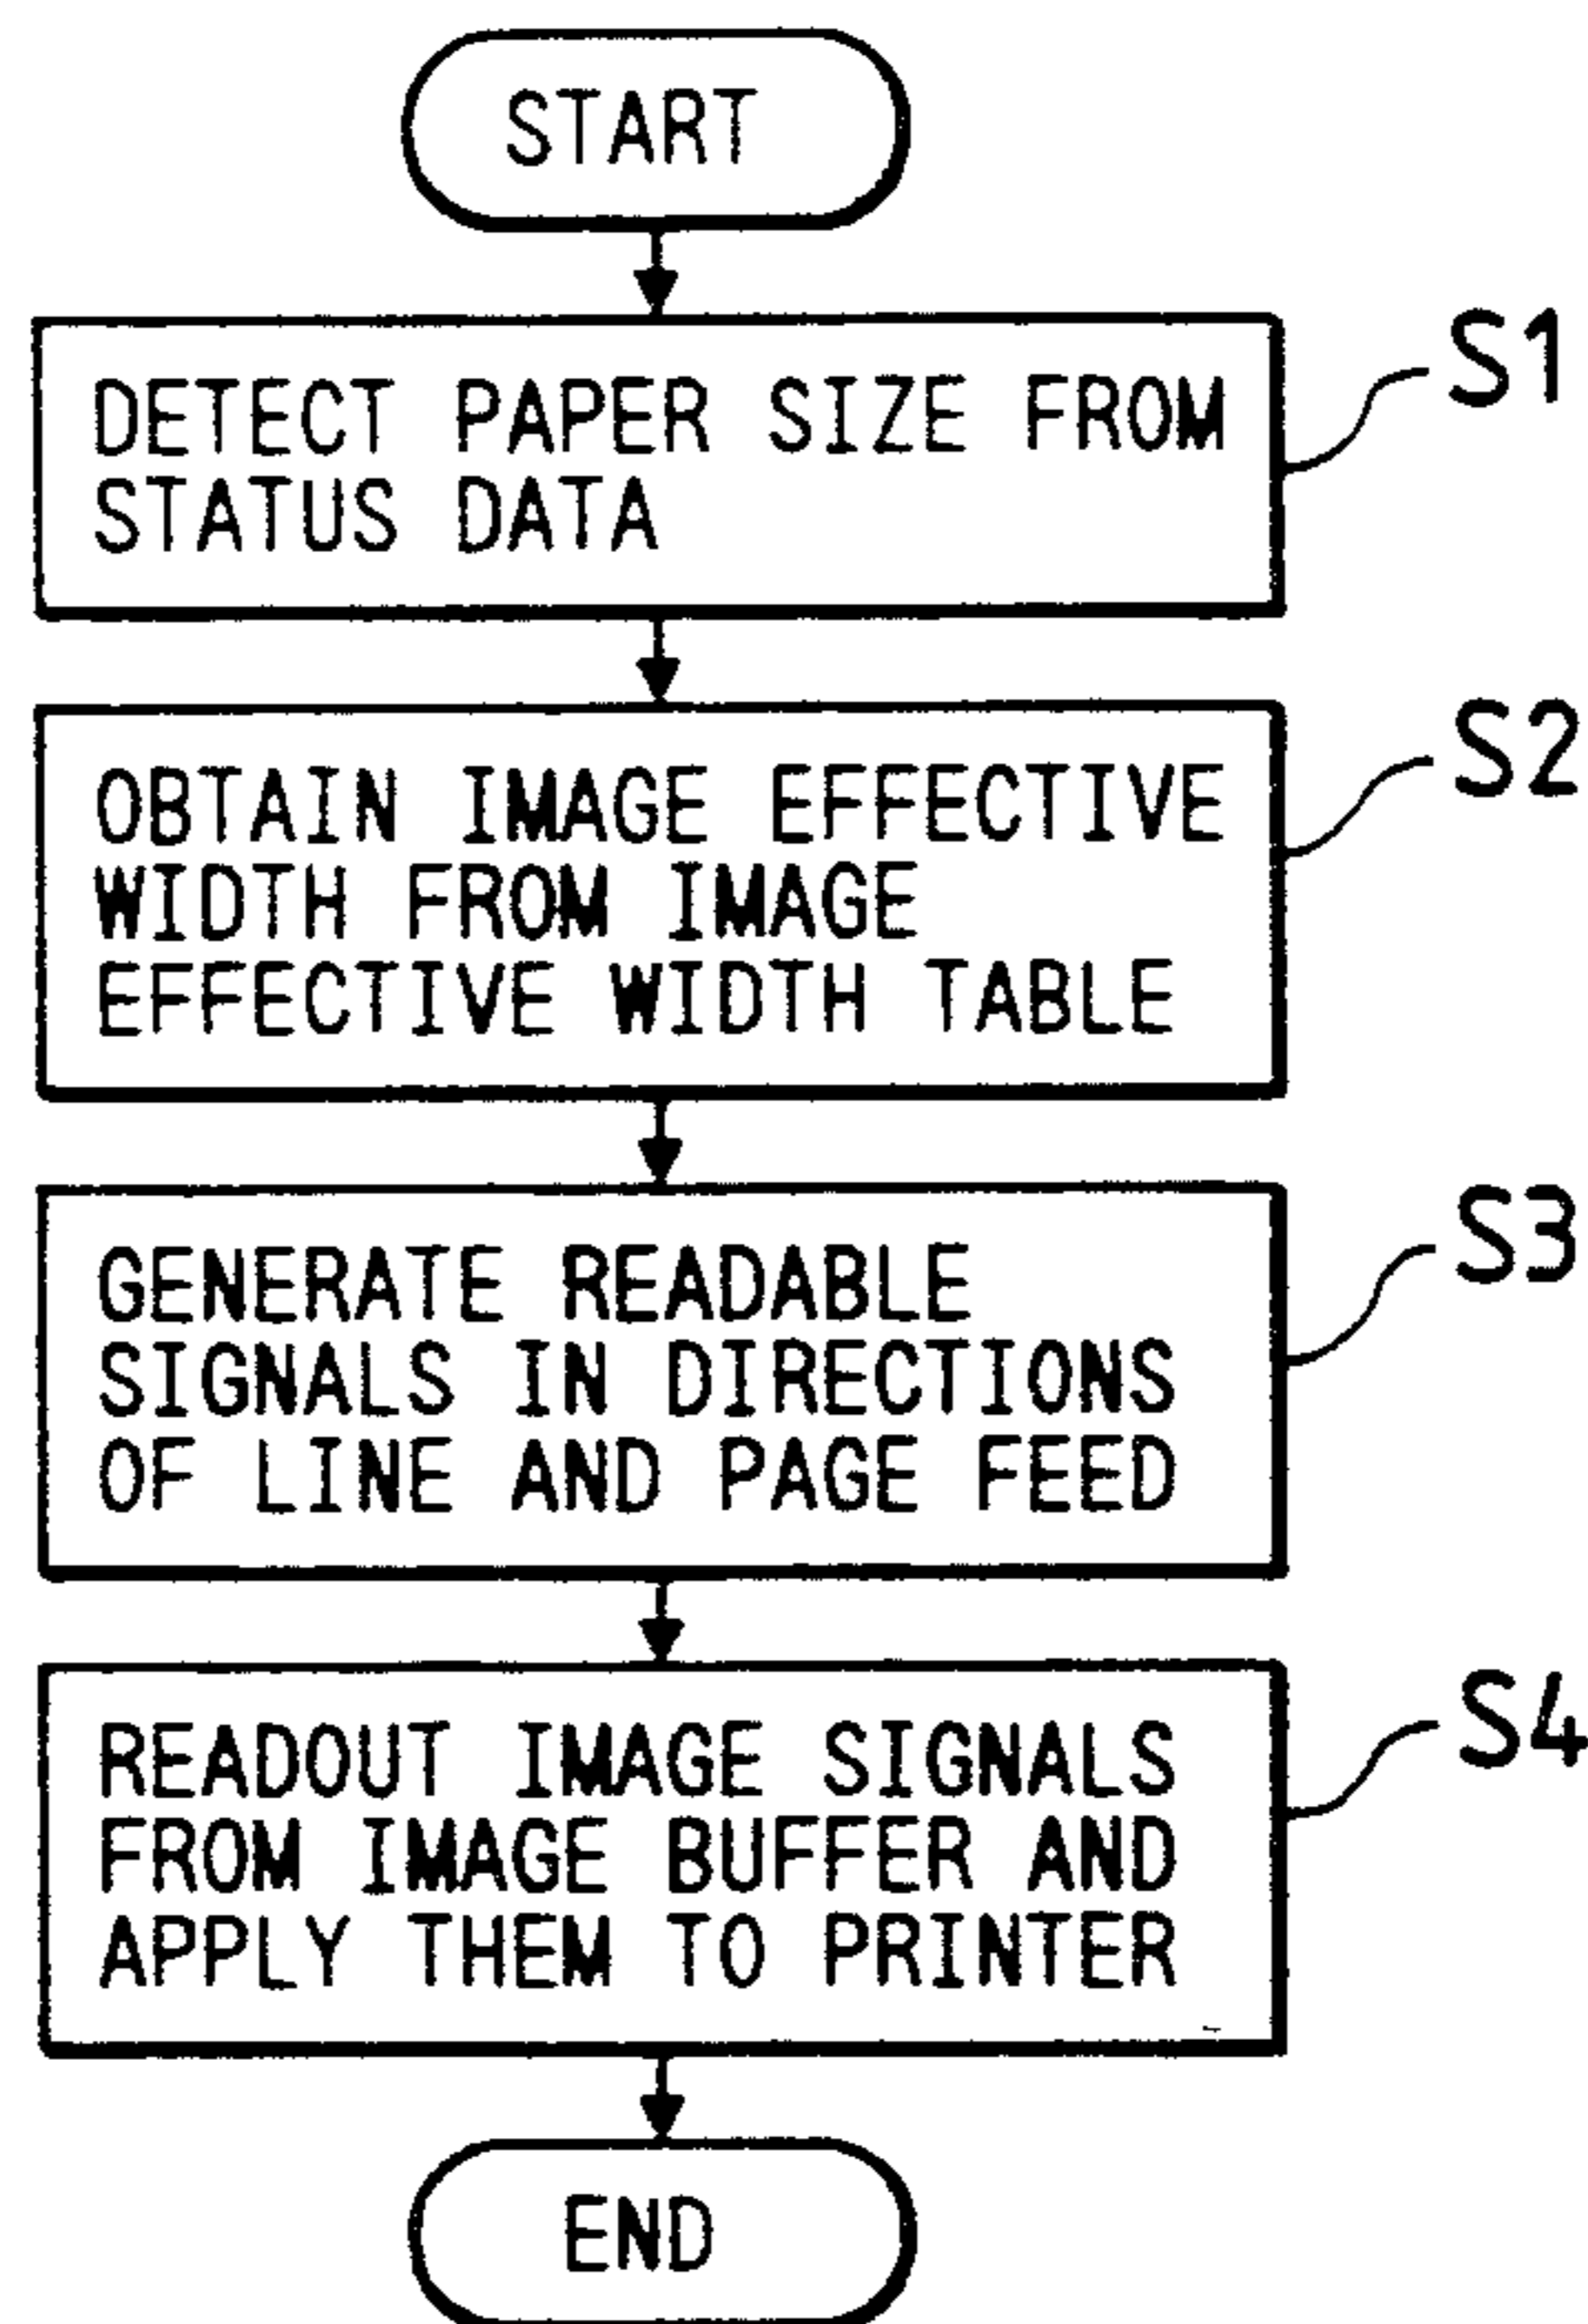 START
DETECT PAPER SIZE FROM
STATUS DATA
S1
OBTAIN IMAGE EFFECTIVE
WIDTH FROM IMAGE
EFFECTIVE WIDTH TABLE
S2
GENERATE READABLE
SIGNALS IN DIRECTIONS
OF LINE AND PAGE FEED
S3
READOUT IMAGE SIGNALS
FROM IMAGE BUFFER AND
APPLY THEM TO PRINTER
S4
END